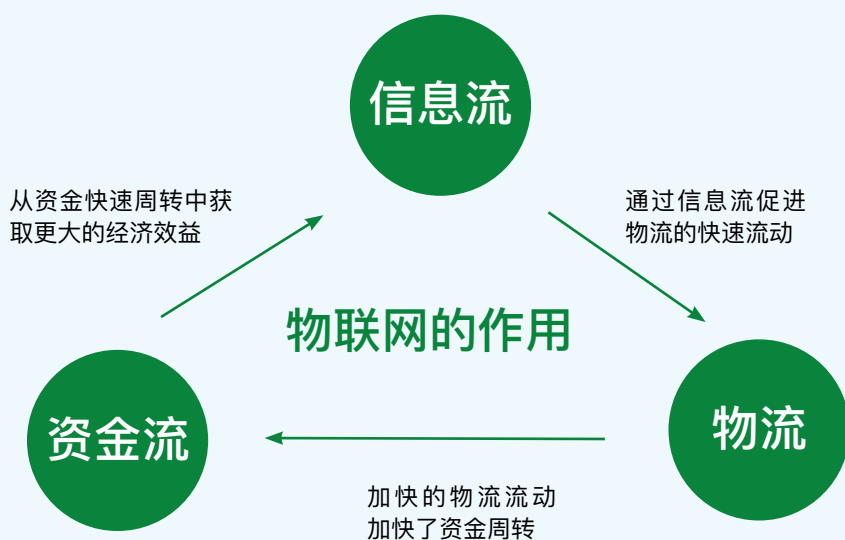 信息流
从资金快速周转中获
取更大的经济效益
通过信息流促进
物流的快速流动
物联网的作用
资金流
物流
加快的物流流动
加快了资金周转